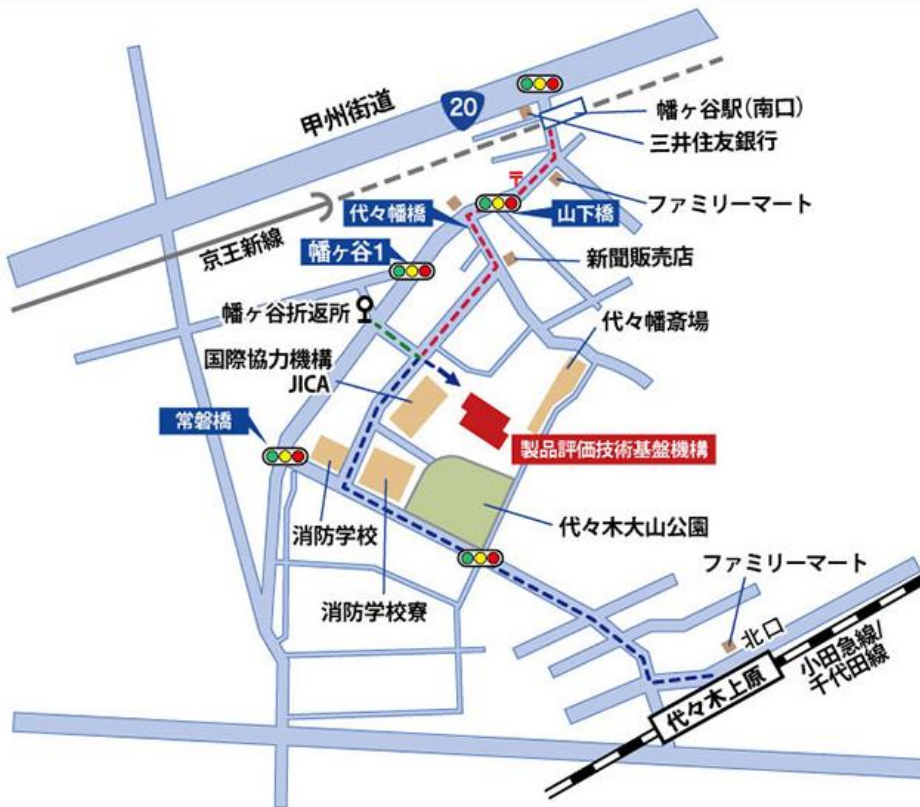 甲州街道
20
幡ヶ谷駅(南口)
三井住友銀行
〒
ファミリーマート
代々幡橋
山下橋
京王新線
幡ヶ谷1
新聞販売店
幡ヶ谷折返所
代々幡斎場
国際協力機構
JICA
常磐橋
製品評価技術基盤機構
消防学校
代々木大山公園
ファミリーマート
消防学校寮
北口
小田急線/
千代田線
代々木上原